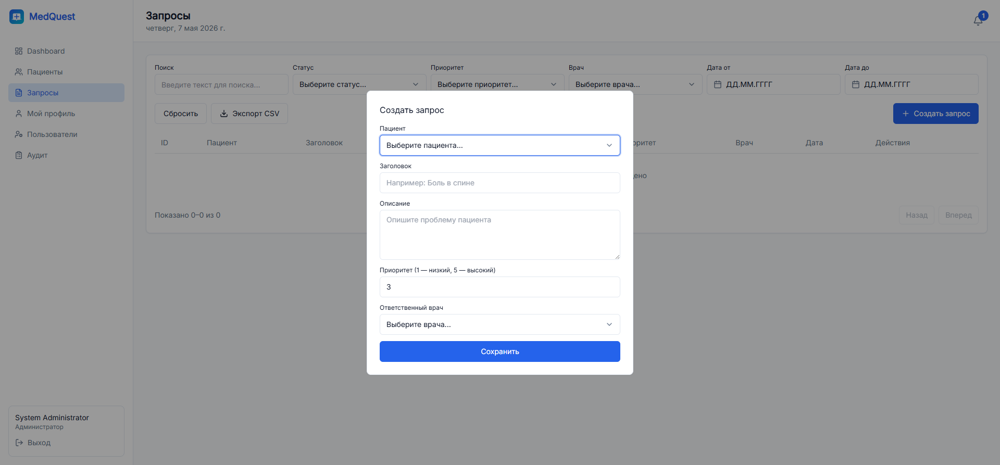 MedQuest
Dashboard
Пациенты
Запросы
Мой профиль
Пользователи
Аудит
System Administrator
Администратор
Выход
Запросы
четверг, 7 мая 2026 г.
1
Поиск
Статус
Приоритет
Врач
Дата от
Дата до
Введите текст для поиска...
Выберите статус...
Выберите приоритет...
Выберите врача...
ДД.ММ.ГГГГ
ДД.ММ.ГГГГ
Сбросить
Экспорт CSV
Создать запрос
ID
Пациент
Заголовок
Врач
Дата
Действия
Показано 0–0 из 0
Назад
Вперед
Создать запрос
Пациент
Выберите пациента...
Заголовок
Например: Боль в спине
Описание
Опишите проблему пациента
Приоритет (1 — низкий, 5 — высокий)
3
Ответственный врач
Выберите врача...
Сохранить